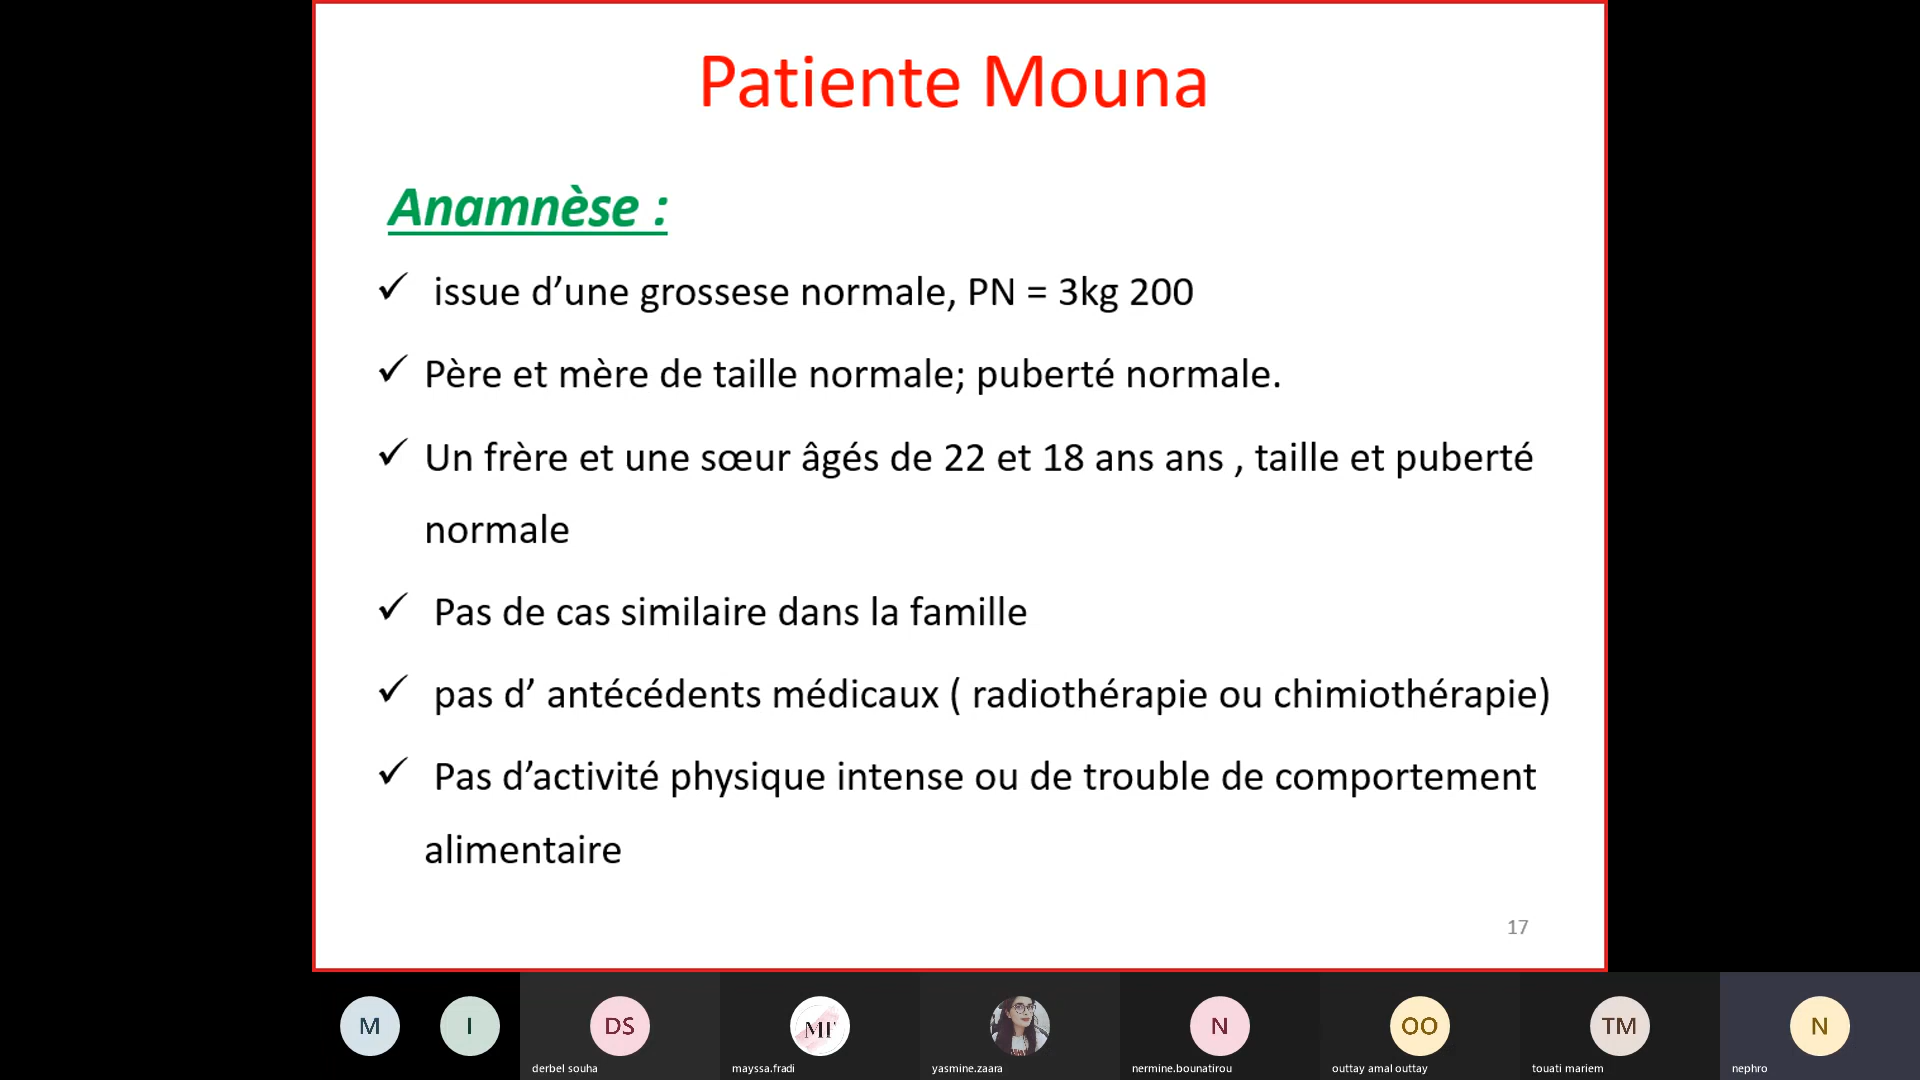 Patiente Mouna
Anamnèse :
✓ issue d’une grossese normale, PN = 3kg 200
✓ Père et mère de taille normale; puberté normale.
✓ Un frère et une sœur âgés de 22 et 18 ans ans , taille et puberté
normale
✓ Pas de cas similaire dans la famille
✓ pas d’ antécédents médicaux ( radiothérapie ou chimiothérapie)
✓ Pas d’activité physique intense ou de trouble de comportement
alimentaire
17
M I DS MF N OO TM N
derbel souha mayssa.fradi yasmine.zaara nermine.bounatirou outtay amal outtay touati mariem nephro